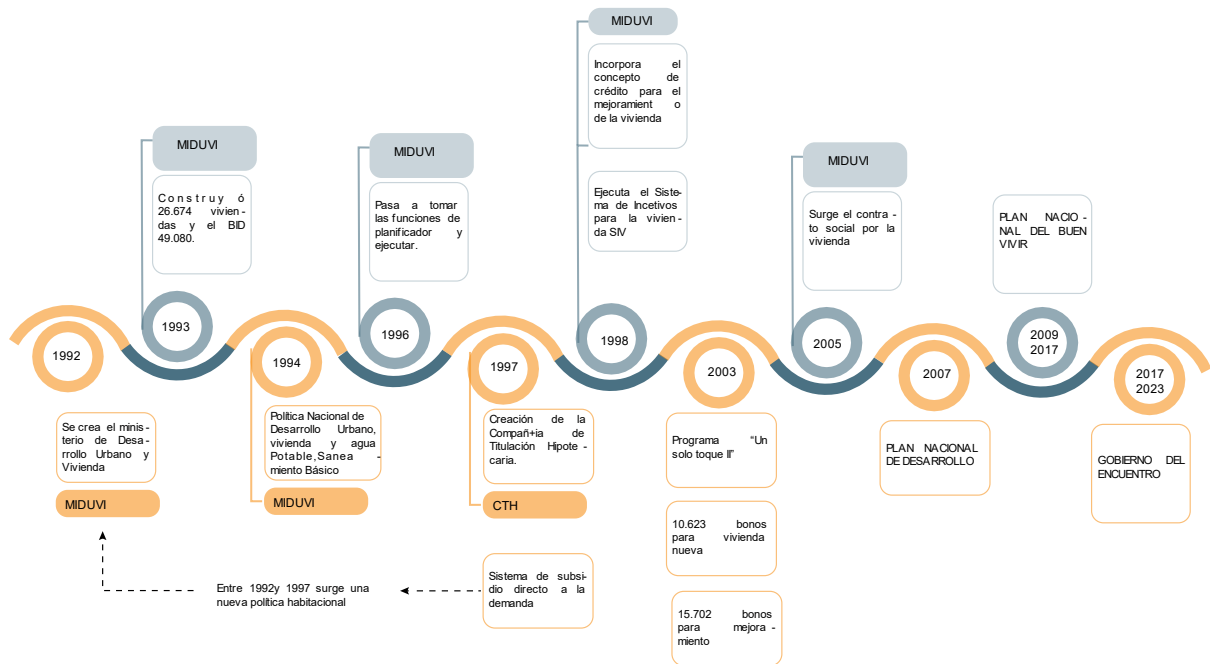 MIDUVI
Incorpora el
concepto de
crédito para el
mejoramient o
de la vivienda
Ejecuta el Siste-
ma de Incetivos
para la vivien-
da SIV
MIDUVI
Construy ó
26.674 vivien-
das y el BID
49.080.
MIDUVI
Pasa a tomar
las funciones de
planificador y
ejecutar.
MIDUVI
Surge el contra-
to social por la
vivienda
PLAN NACIO-
NAL DEL BUEN
VIVIR
1992
1993
1994
1996
1997
1998
2003
2005
2007
2009
2017
2017
2023
Se crea el minis-
terio de Desa-
rrollo Urbano y
Vivienda
MIDUVI
Política Nacional de
Desarrollo Urbano,
vivienda y agua
Potable,Sanea -
miento Básico
MIDUVI
Creación de la
Compañ+ia de
Titulación Hipote -
caria.
CTH
Programa “Un
solo toque II”
10.623 bonos
para vivienda
nueva
15.702 bonos
para mejora -
miento
PLAN NACIONAL
DE DESARROLLO
GOBIERNO DEL
ENCUENTRO
Entre 1992y 1997 surge una
nueva política habitacional
Sistema de subsi-
dio directo a la
demanda